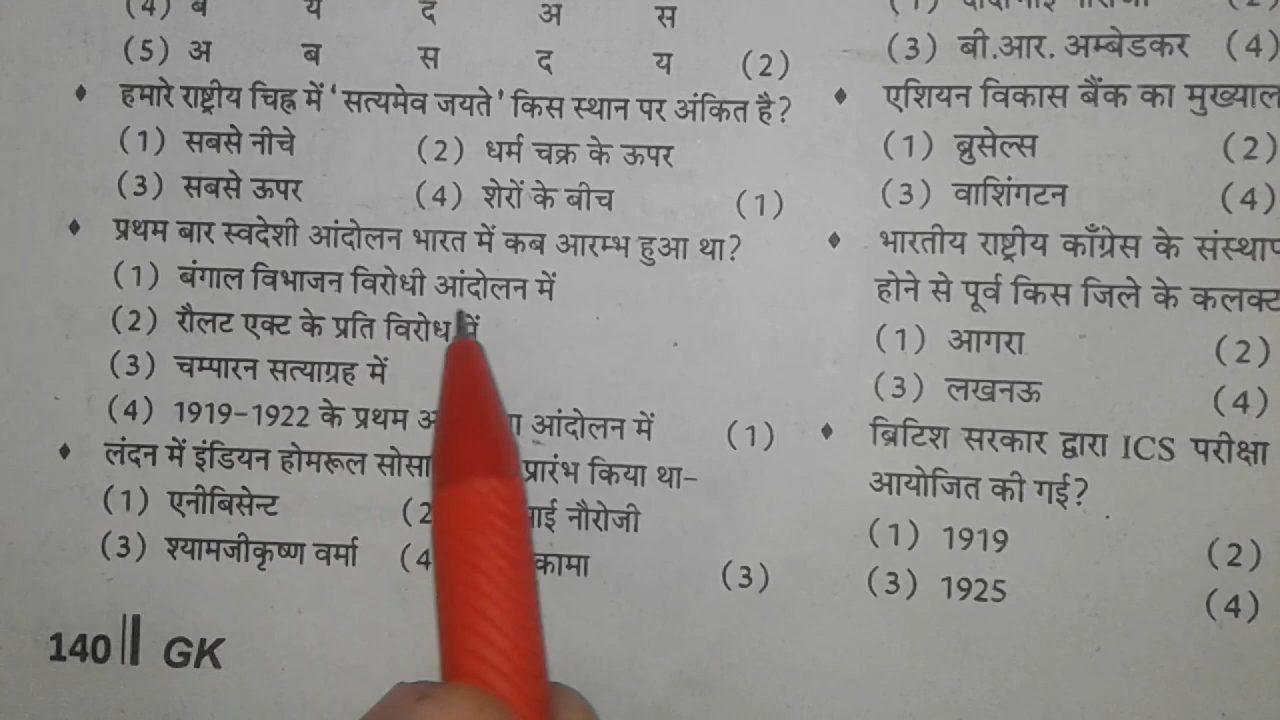 (4) ब य द अ स
(5) अ ब स द य (2)
♦ हमारे राष्ट्रीय चिह्न में 'सत्यमेव जयते' किस स्थान पर अंकित है?
(1) सबसे नीचे (2) धर्म चक्र के ऊपर
(3) सबसे ऊपर (4) शेरों के बीच (1)
♦ प्रथम बार स्वदेशी आंदोलन भारत में कब आरम्भ हुआ था?
(1) बंगाल विभाजन विरोधी आंदोलन में
(2) रौलट एक्ट के प्रति विरोध में
(3) चम्पारन सत्याग्रह में
(4) 1919-1922 के प्रथम आंदोलन में (1)
♦ लंदन में इंडियन होमरूल प्रारंभ किया था-
(1) एनीबिसेन्ट (2 नौरोजी
(3) श्यामजीकृष्ण वर्मा (4 कामा (3)
140 || GK
(3) बी.आर. अम्बेडकर (4)
♦ एशियन विकास बैंक का
(1) ब्रुसेल्स (2)
(3) वाशिंगटन (4)
♦ भारतीय राष्ट्रीय काँग्रेस के
होने से पूर्व किस जिले के
(1) आगरा (2)
(3) लखनऊ (4)
♦ ब्रिटिश सरकार द्वारा ICS परीक्षा
आयोजित की गई?
(1) 1919 (2)
(3) 1925 (4)